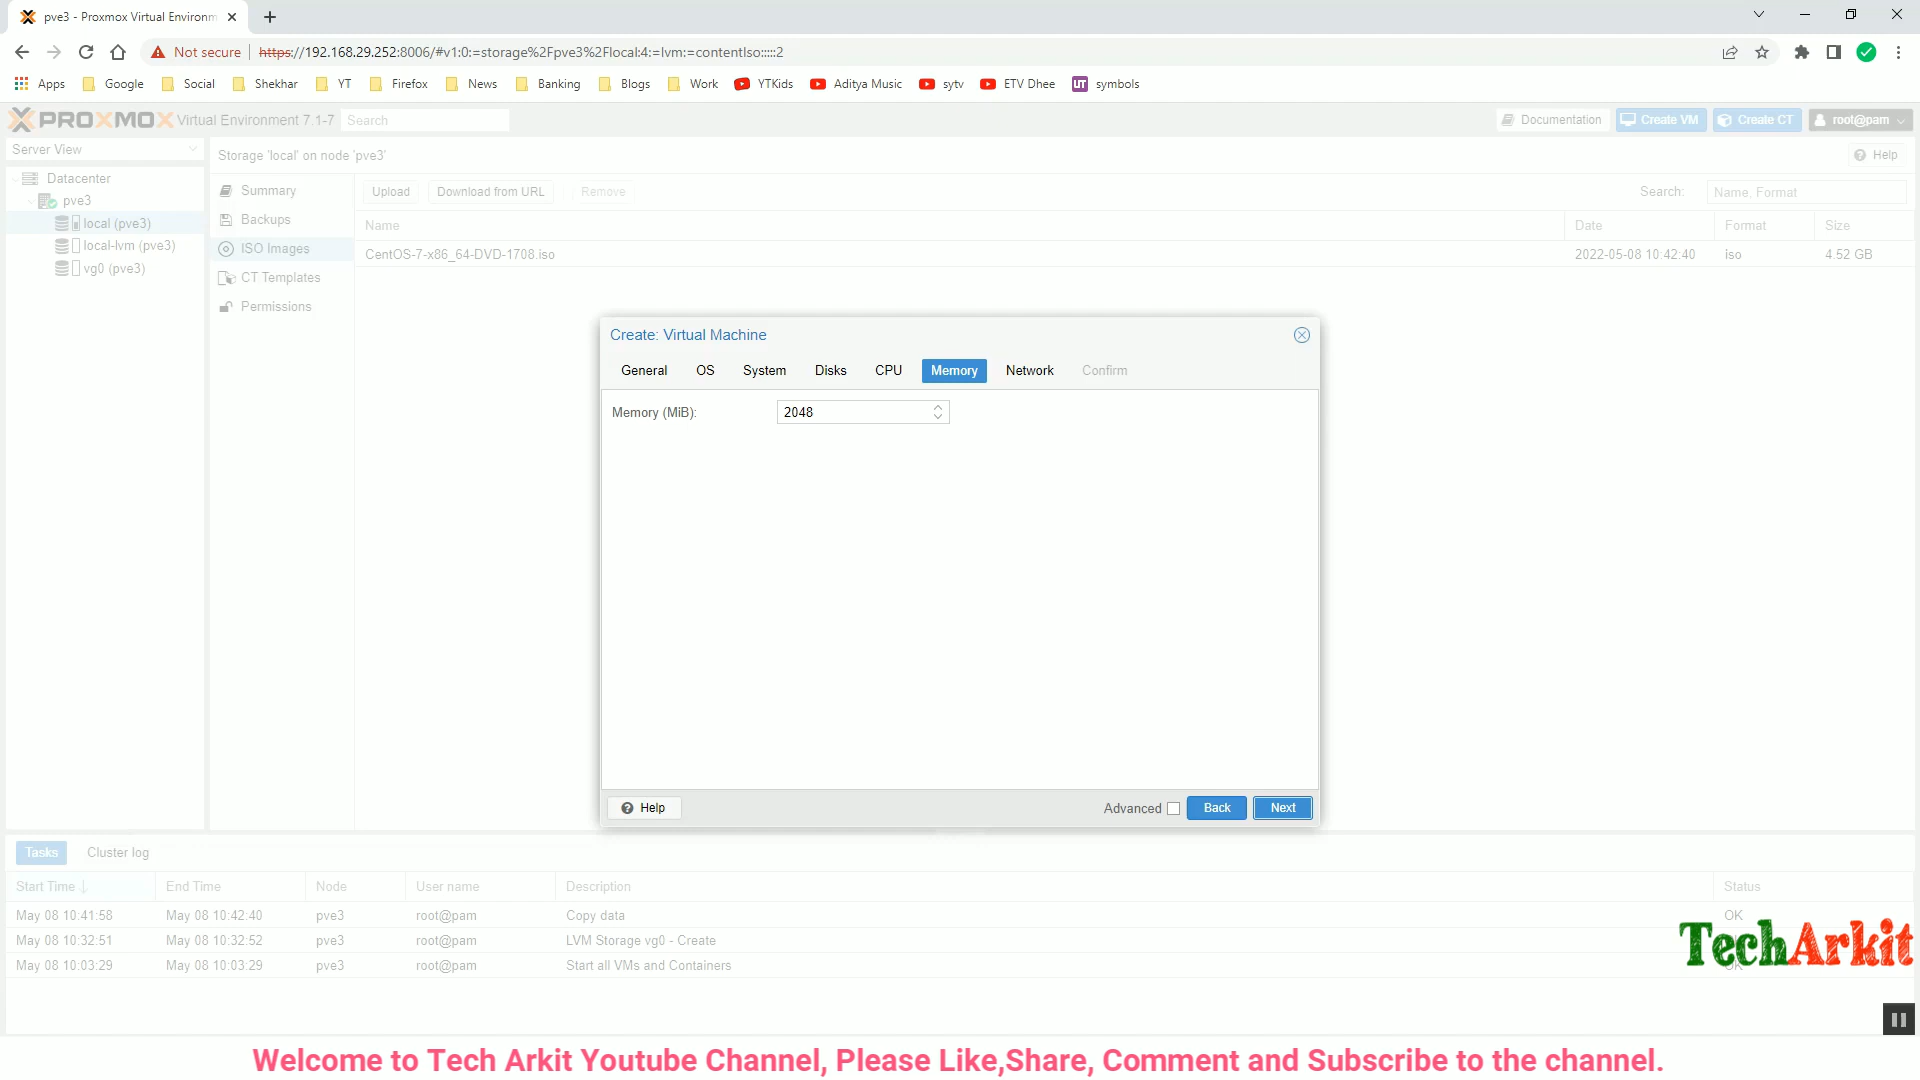 pve3 - Proxmox Virtual Environm
Not secure https://192.168.29.252:8006/#v1:0:=storage%2Fpve3%2Flocal:4:=lvm:=contentIso:::::2
Apps Google Social Shekhar YT Firefox News Banking Blogs Work YTKids Aditya Music sytv ETV Dhee UT symbols
PROXMOX Virtual Environment 7.1-7 Search Documentation Create VM Create CT root@pam
Server View
Storage 'local' on node 'pve3' Help
Datacenter
pve3
local (pve3)
local-lvm (pve3)
vg0 (pve3)
Summary
Backups
ISO Images
CT Templates
Permissions
Upload Download from URL Remove Search: Name, Format
Name Date Format Size
CentOS-7-x86_64-DVD-1708.iso 2022-05-08 10:42:40 iso 4.52 GB
Create: Virtual Machine
General OS System Disks CPU Memory Network Confirm
Memory (MiB): 2048
Help Advanced Back Next
Tasks Cluster log
Start Time End Time Node User name Description Status
May 08 10:41:58 May 08 10:42:40 pve3 root@pam Copy data OK
May 08 10:32:51 May 08 10:32:52 pve3 root@pam LVM Storage vg0 - Create
May 08 10:03:29 May 08 10:03:29 pve3 root@pam Start all VMs and Containers OK
TechArkit
Welcome to Tech Arkit Youtube Channel, Please Like,Share, Comment and Subscribe to the channel.